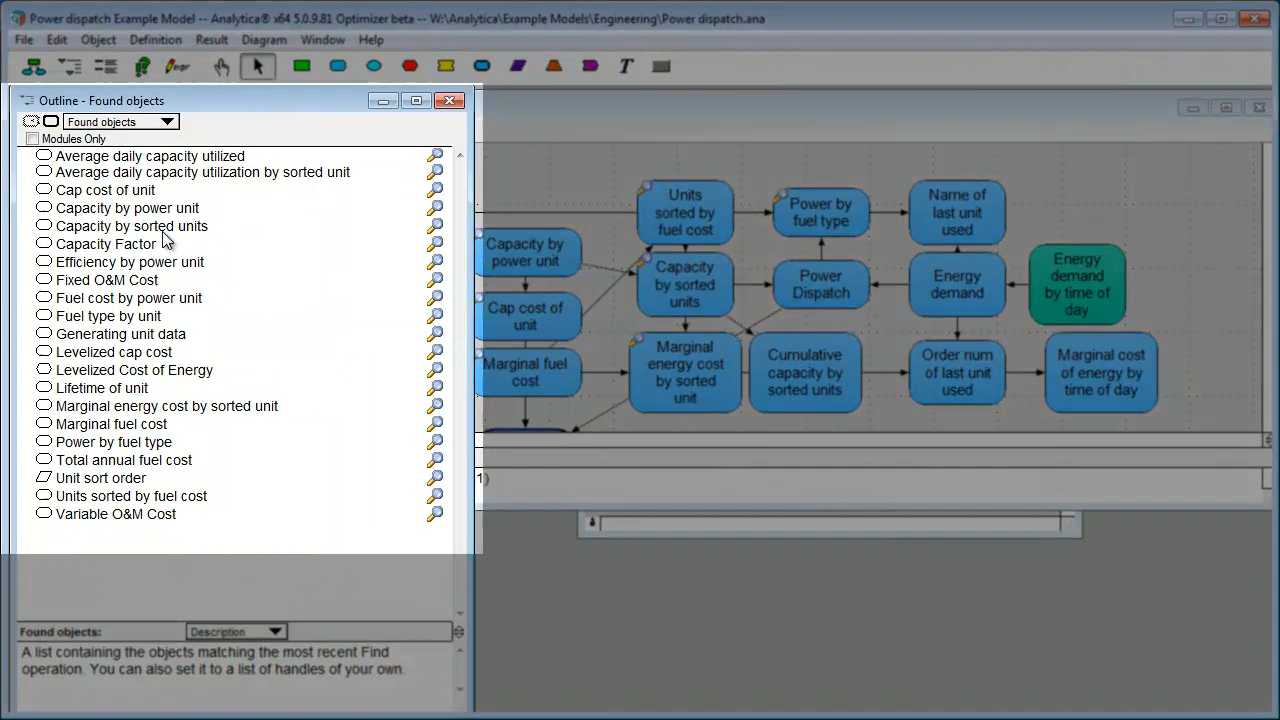 Power dispatch Example Model -- Analytica® x64 5.0.9.81 Optimizer beta -- W:\Analytica\Example Models\Engineering\Power dispatch.ana
File Edit Object Definition Result Diagram Window Help
expr
T
Outline - Found objects
Found objects
Modules Only
Average daily capacity utilized
Average daily capacity utilization by sorted unit
Cap cost of unit
Capacity by power unit
Capacity by sorted units
Capacity Factor
Efficiency by power unit
Fixed O&M Cost
Fuel cost by power unit
Fuel type by unit
Generating unit data
Levelized cap cost
Levelized Cost of Energy
Lifetime of unit
Marginal energy cost by sorted unit
Marginal fuel cost
Power by fuel type
Total annual fuel cost
Unit sort order
Units sorted by fuel cost
Variable O&M Cost
Found objects:
Description
A list containing the objects matching the most recent Find
operation. You can also set it to a list of handles of your own.
Capacity by
power unit
Cap cost of
unit
Marginal fuel
cost
Units
sorted by
fuel cost
Capacity
by sorted
units
Marginal
energy cost
by sorted
unit
Power by
fuel type
Power
Dispatch
Cumulative
capacity by
sorted units
Name of
last unit
used
Energy
demand
Order num
of last unit
used
Energy
demand
by time of
day
Marginal cost
of energy by
time of day
1)